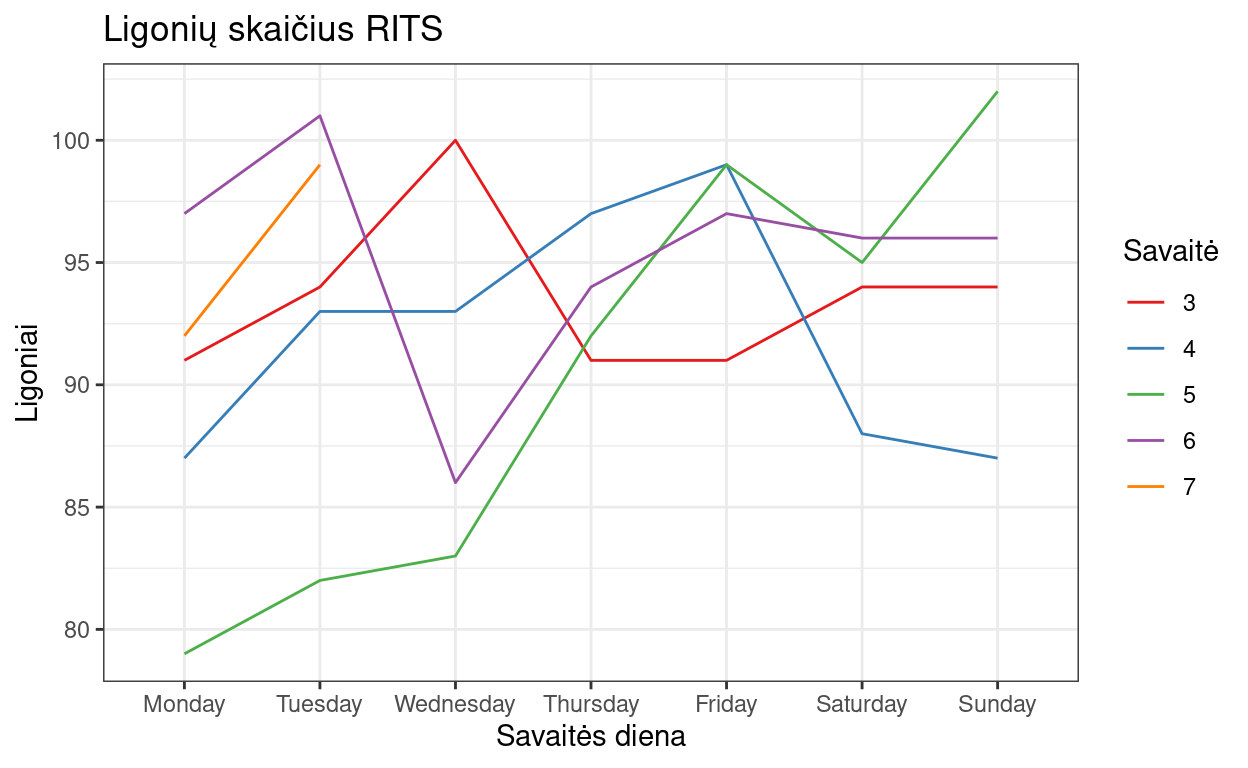 Ligonių skaičius RITS
Ligoniai
100
95
90
85
80
Monday Tuesday Wednesday Thursday Friday Saturday Sunday
Savaitės diena
Savaitė
3
4
5
6
7